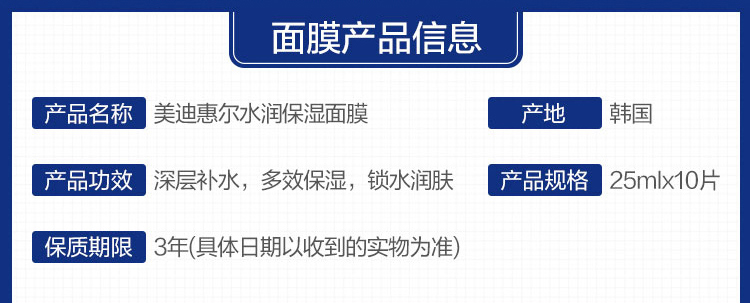 面膜产品信息
产品名称 美迪惠尔水润保湿面膜 产地 韩国
产品功效 深层补水，多效保湿，锁水润肤 产品规格 25mlx10片
保质期限 3年(具体日期以收到的实物为准)